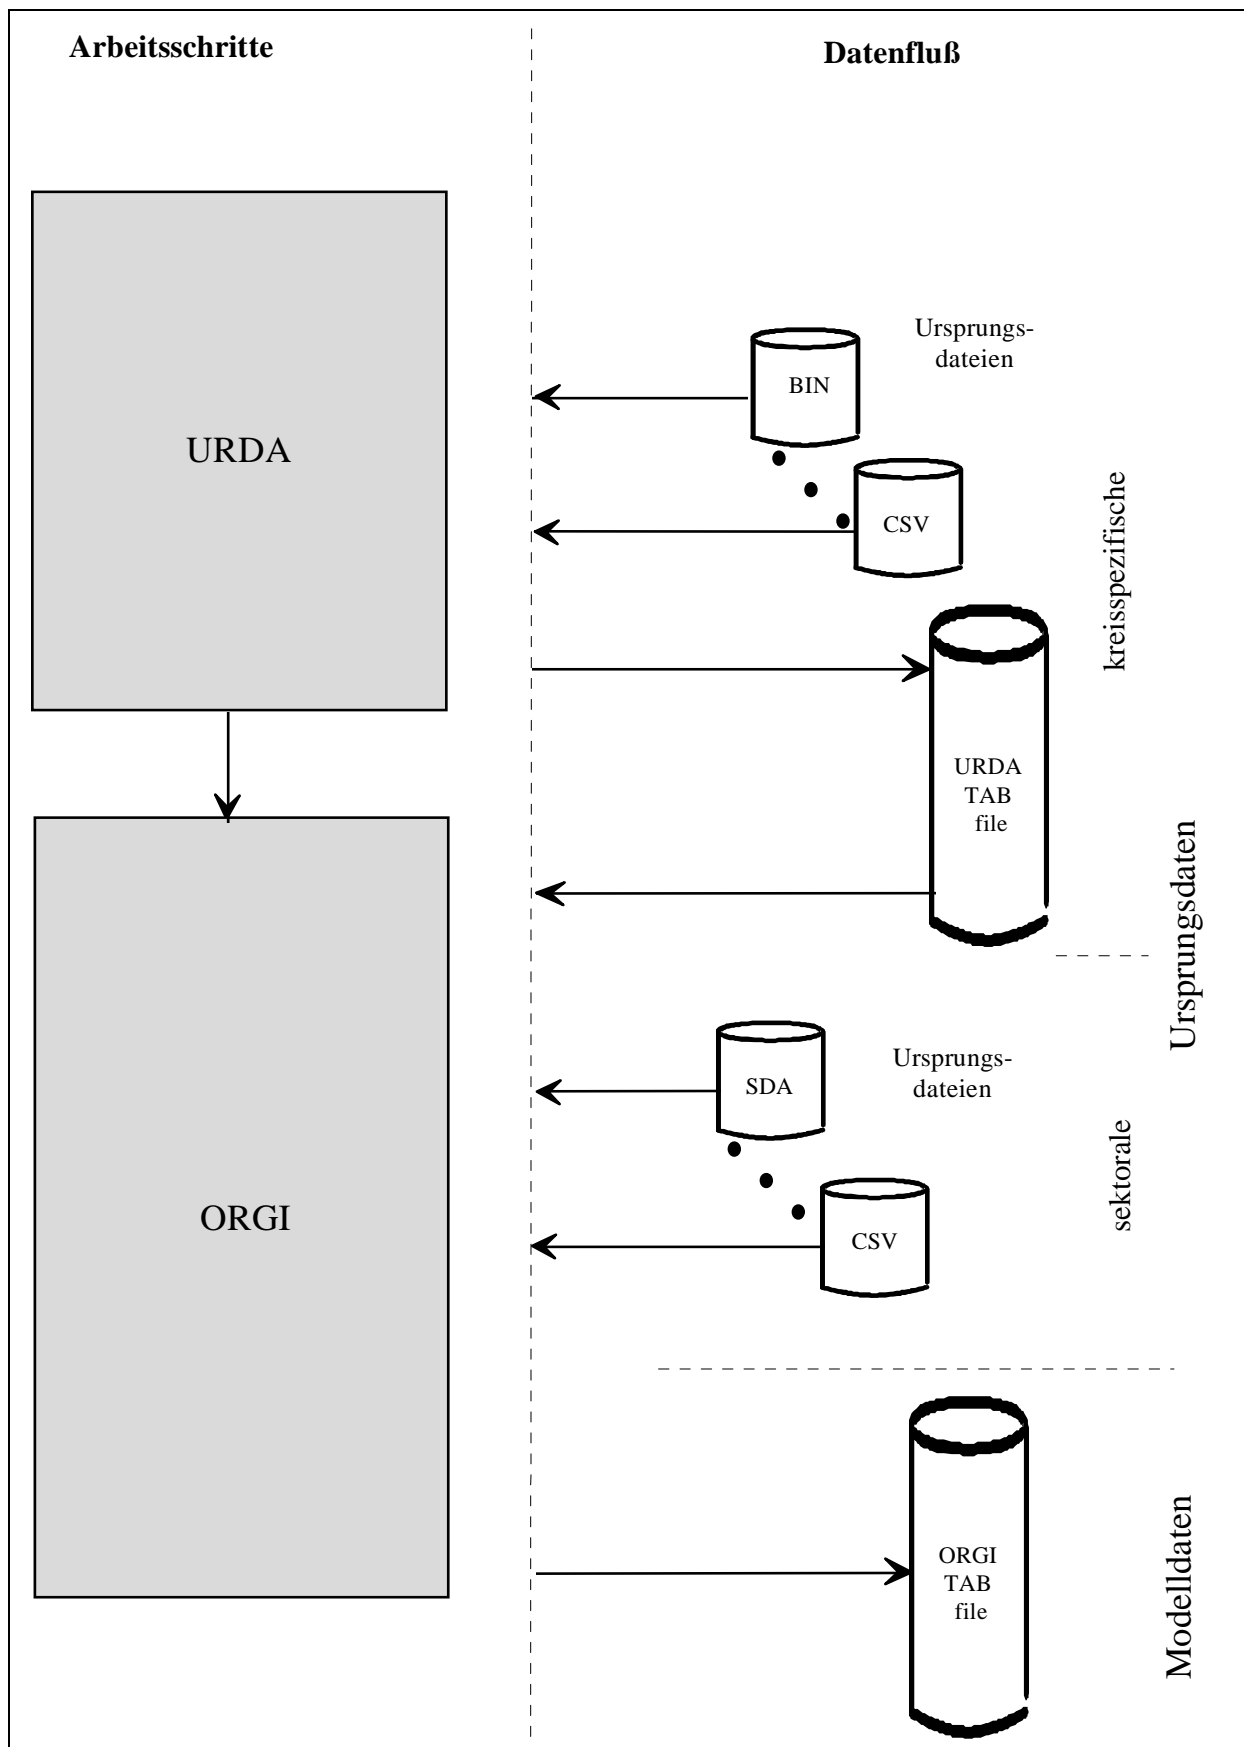 Arbeitsschritte
Datenfluß
Ursprungs-
dateien
BIN
URDA
CSV
kreisspezifische
URDA
TAB
file
Ursprungsdaten
Ursprungs-
dateien
SDA
sektorale
ORGI
CSV
Modelldaten
ORGI
TAB
file